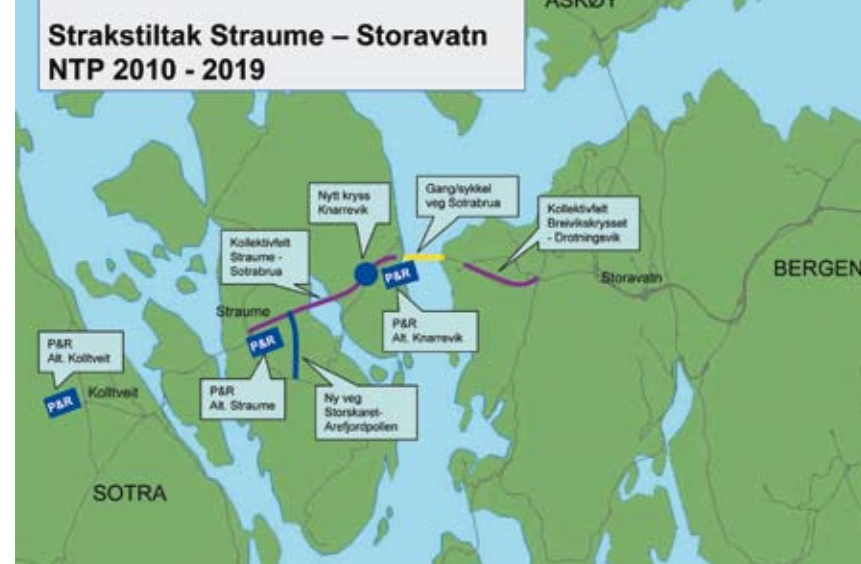 ASKØY
Strakstiltak Straume – Storavatn
NTP 2010 - 2019
Nytt kryss
Knarrevik
Gang/sykkel
veg Sotrabrua
Kollektivfelt
Breivikskrysset
- Drotningsvik
Kollektivfelt
Straume -
Sotrabrua
BERGEN
Storavatn
P&R
Straume
P&R
Alt. Knarrevik
P&R
P&R
Alt. Kolltveit
Kolltveit
P&R
P&R
Alt. Straume
Ny veg
Storskaret-
Arefjordpollen
SOTRA